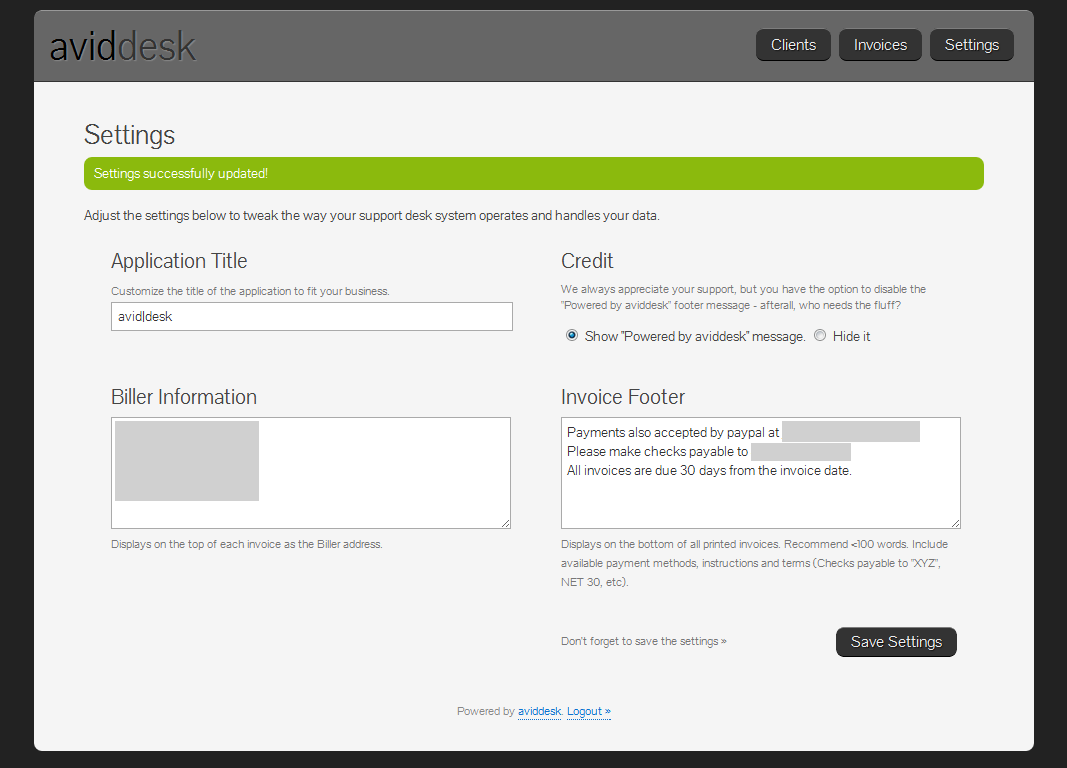 aviddesk
Clients Invoices Settings
Settings
Settings successfully updated!
Adjust the settings below to tweak the way your support desk system operates and handles your data.
Application Title
Customize the title of the application to fit your business.
avid|desk
Credit
We always appreciate your support, but you have the option to disable the
"Powered by aviddesk" footer message - afterall, who needs the fluff?
Show "Powered by aviddesk" message. Hide it
Biller Information
Displays on the top of each invoice as the Biller address.
Invoice Footer
Payments also accepted by paypal at
Please make checks payable to
All invoices are due 30 days from the invoice date.
Displays on the bottom of all printed invoices. Recommend <100 words. Include
available payment methods, instructions and terms (Checks payable to "XYZ",
NET 30, etc).
Don't forget to save the settings »
Save Settings
Powered by aviddesk. Logout »